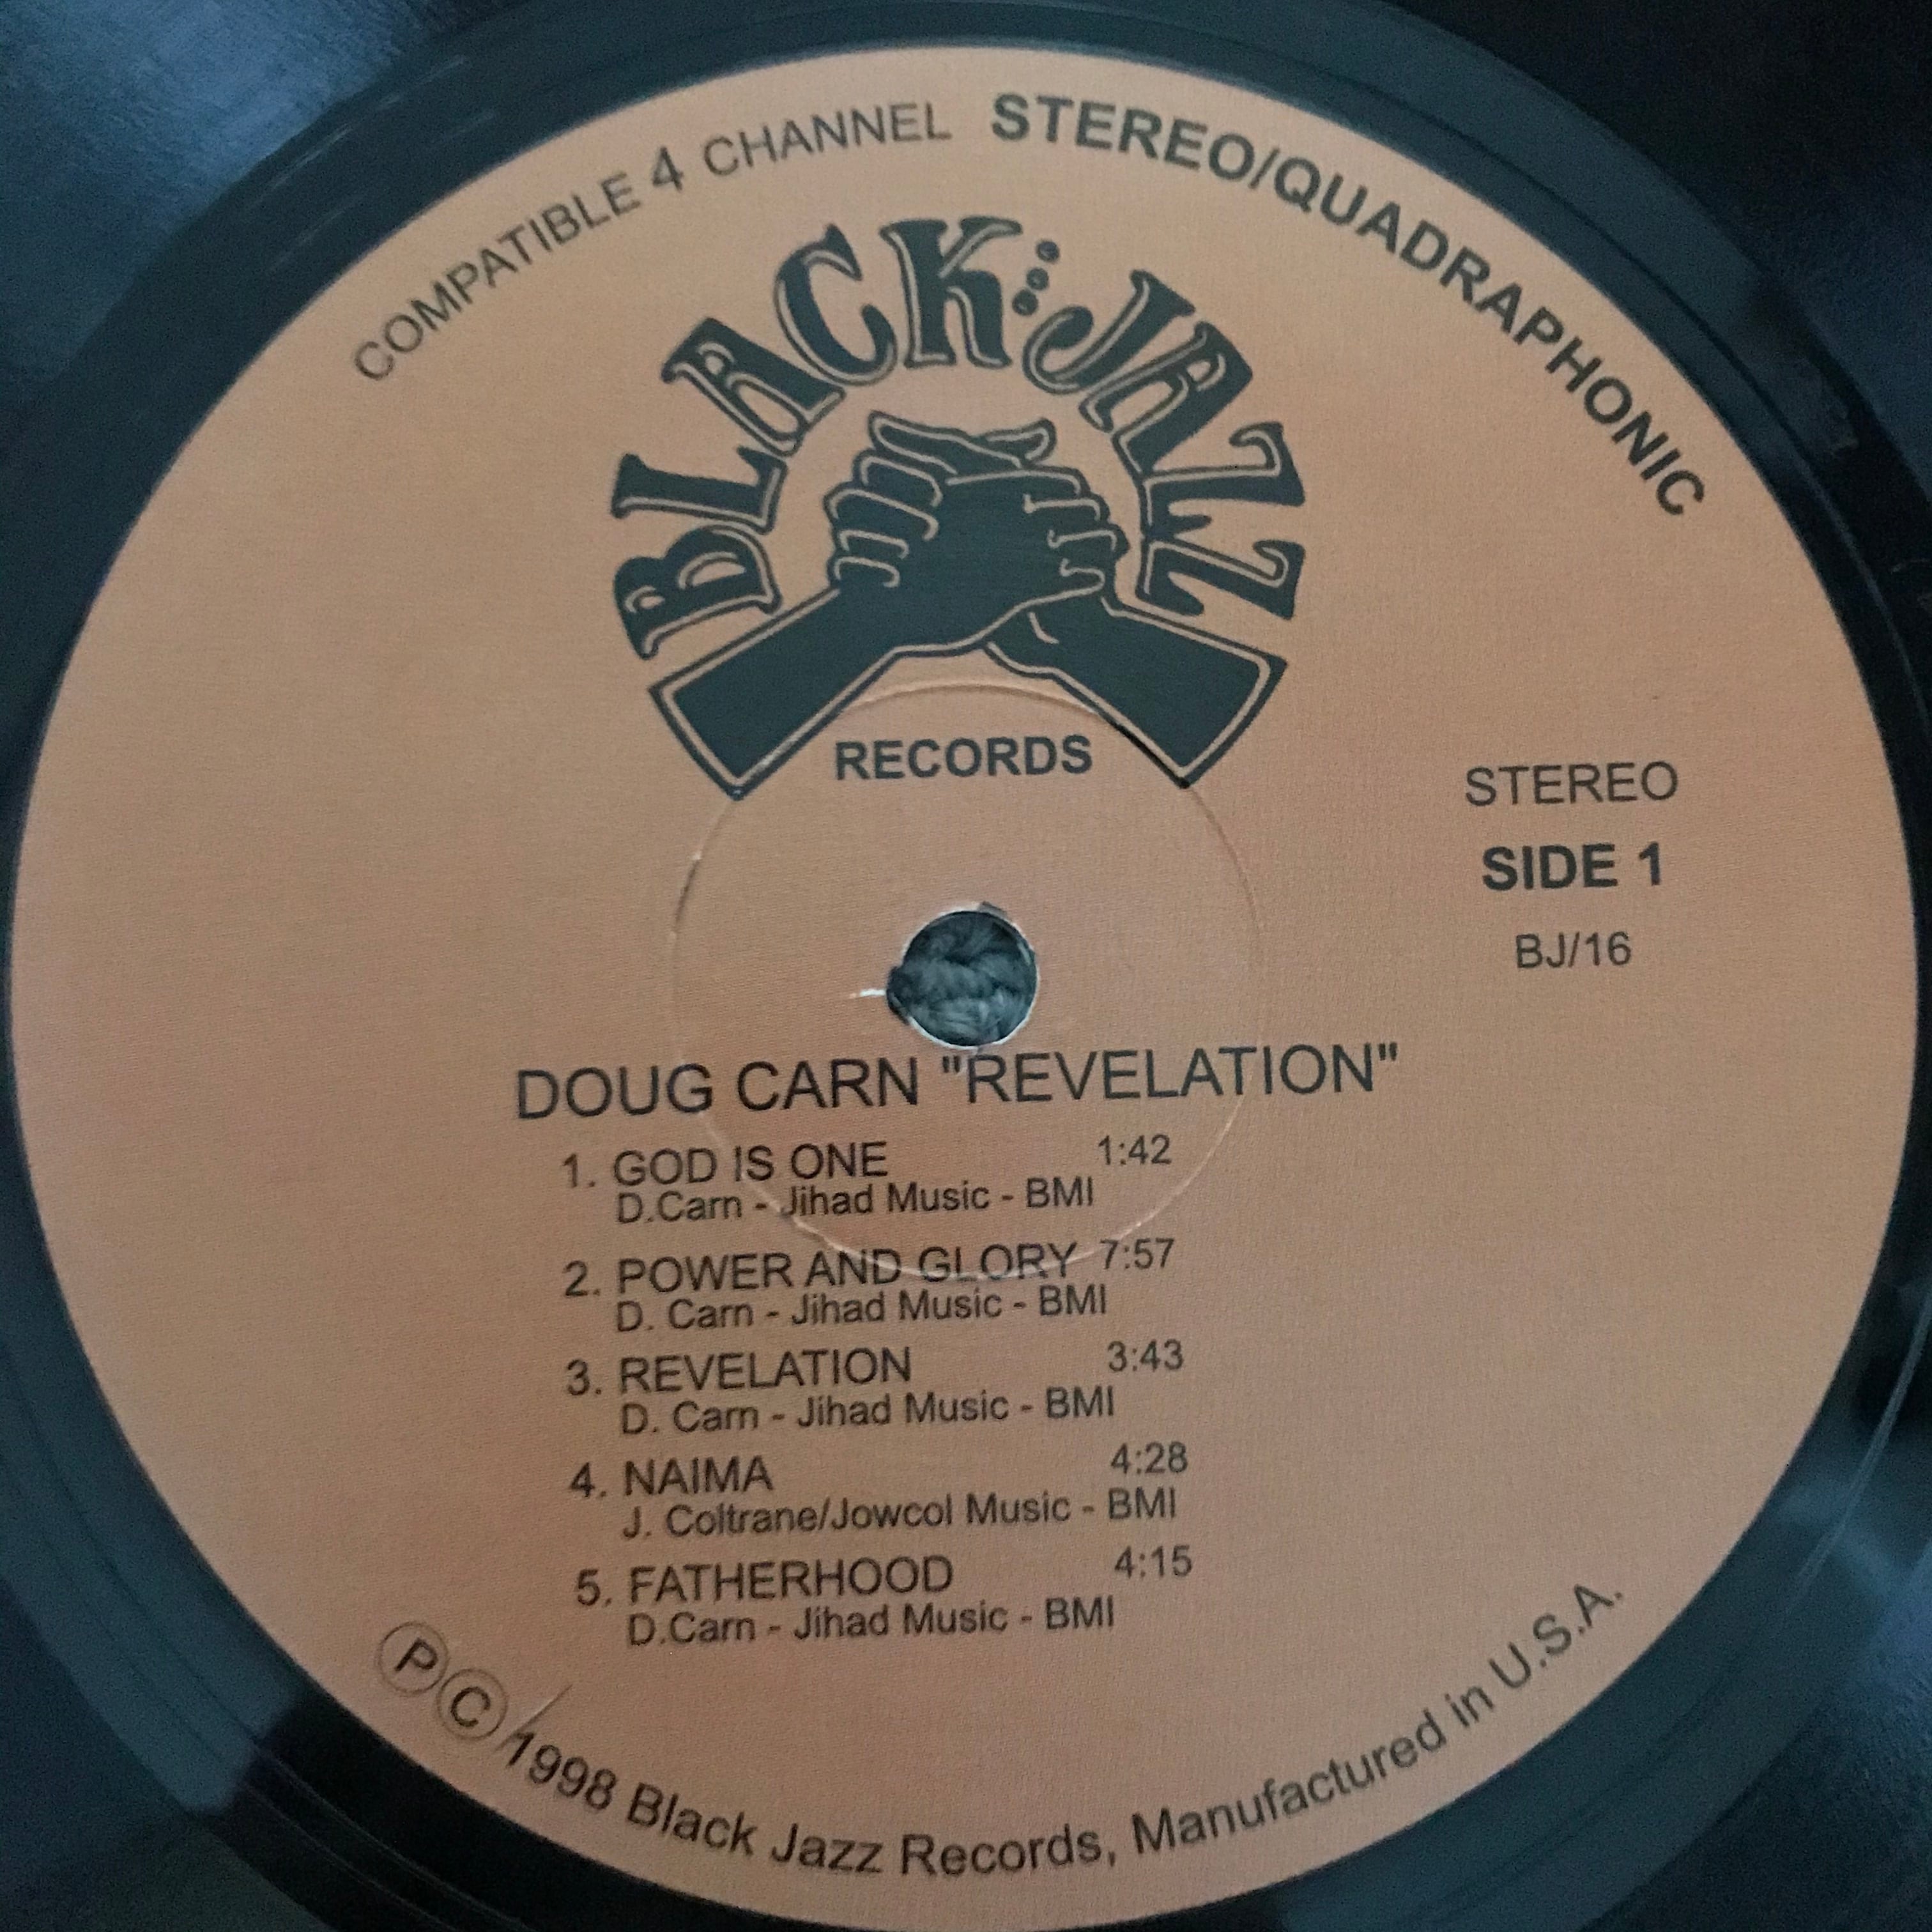 COMPATIBLE 4 CHANNEL STEREO/QUADRAPHONIC
BLACK JAZZ
RECORDS
STEREO
SIDE 1
BJ/16
DOUG CARN "REVELATION"
1. GOD IS ONE 1:42
D.Carn - Jihad Music - BMI
2. POWER AND GLORY 7:57
D. Carn - Jihad Music - BMI
3. REVELATION 3:43
D. Carn - Jihad Music - BMI
4. NAIMA 4:28
J. Coltrane/Jowcol Music - BMI
5. FATHERHOOD 4:15
D.Carn - Jihad Music - BMI
Ⓟ Ⓒ 1998 Black Jazz Records, Manufactured in U.S.A.